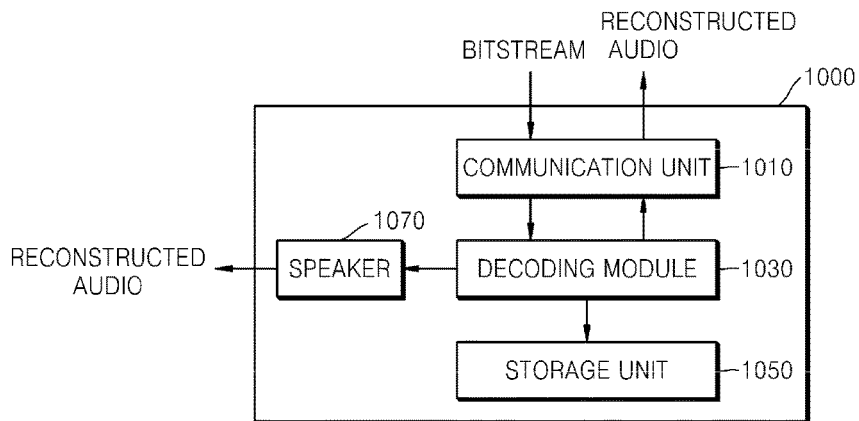 RECONSTRUCTED
AUDIO
BITSTREAM
1000
COMMUNICATION UNIT
1010
1070
RECONSTRUCTED
AUDIO
SPEAKER
DECODING MODULE
1030
STORAGE UNIT
1050